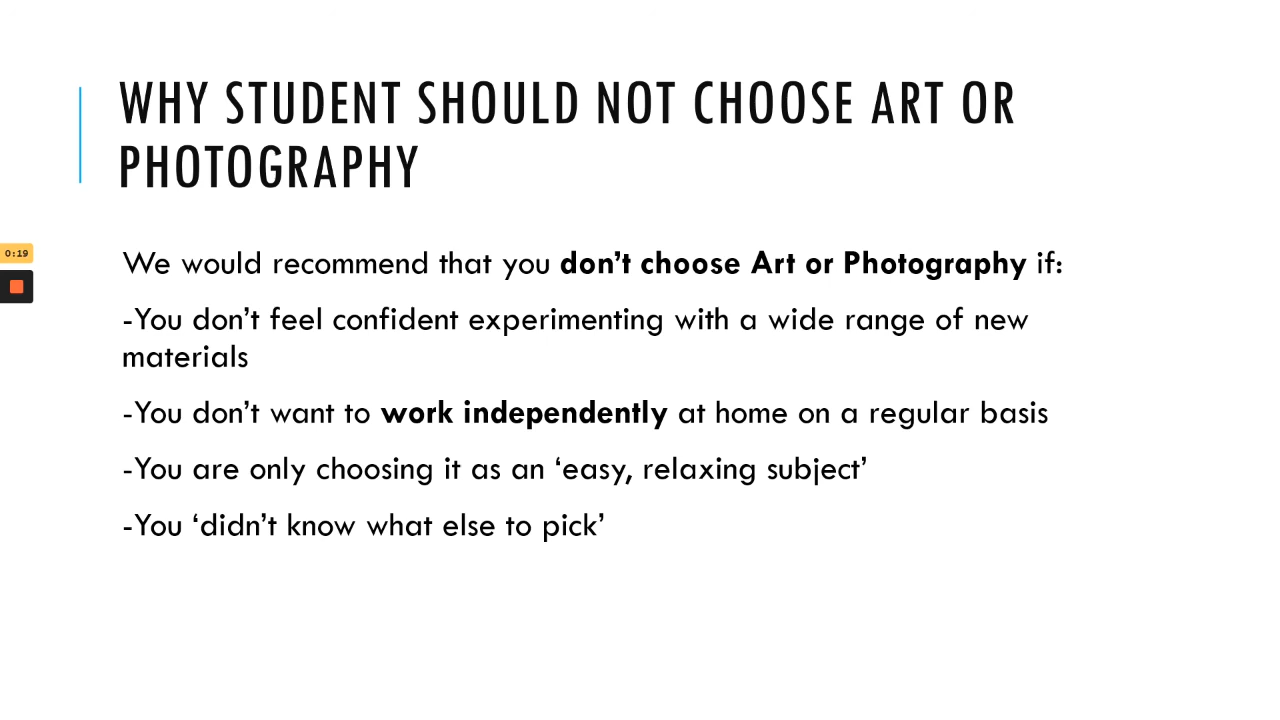 WHY STUDENT SHOULD NOT CHOOSE ART OR
PHOTOGRAPHY
0:19
We would recommend that you don’t choose Art or Photography if:
-You don’t feel confident experimenting with a wide range of new
materials
-You don’t want to work independently at home on a regular basis
-You are only choosing it as an ‘easy, relaxing subject’
-You ‘didn’t know what else to pick’